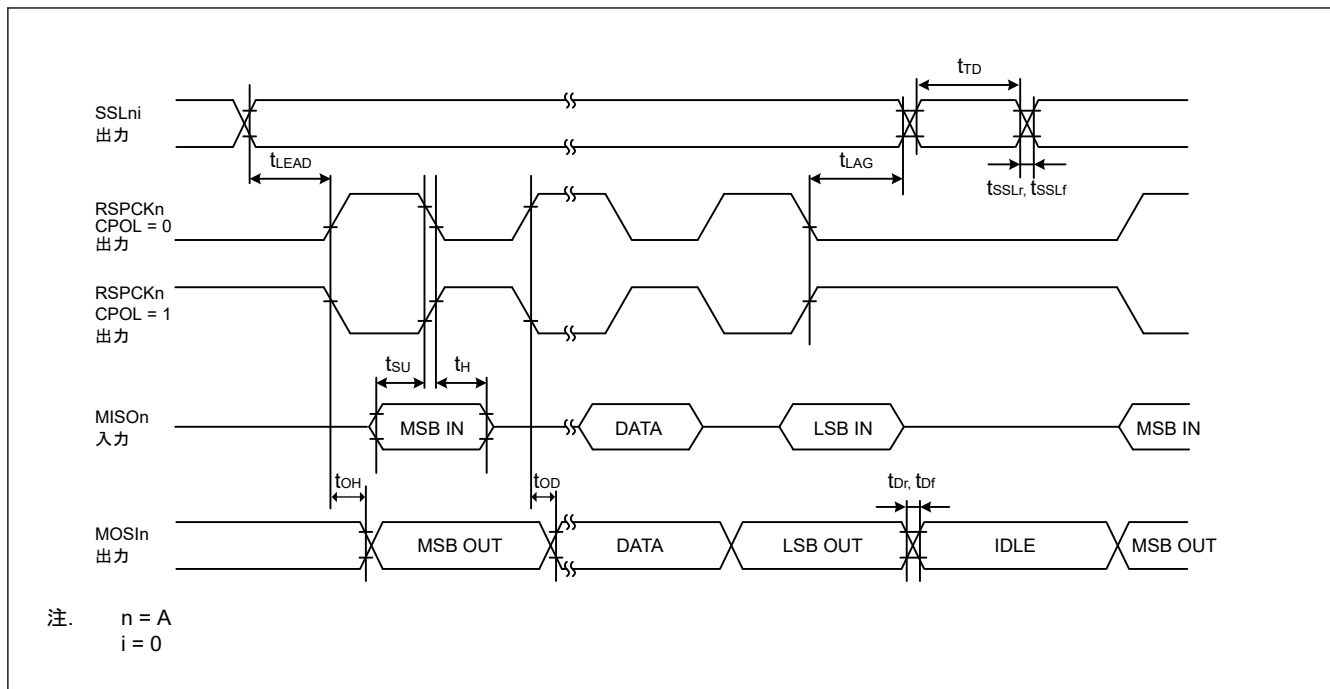 tTD
SSLni
出力
tLEAD
tLAG
tSSLr, tSSLf
RSPCKn
CPOL = 0
出力
RSPCKn
CPOL = 1
出力
tSU
tH
MISOn
入力
MSB IN
DATA
LSB IN
MSB IN
tOH
tOD
tDr, tDf
MOSIn
出力
MSB OUT
DATA
LSB OUT
IDLE
MSB OUT
注. n = A
i = 0